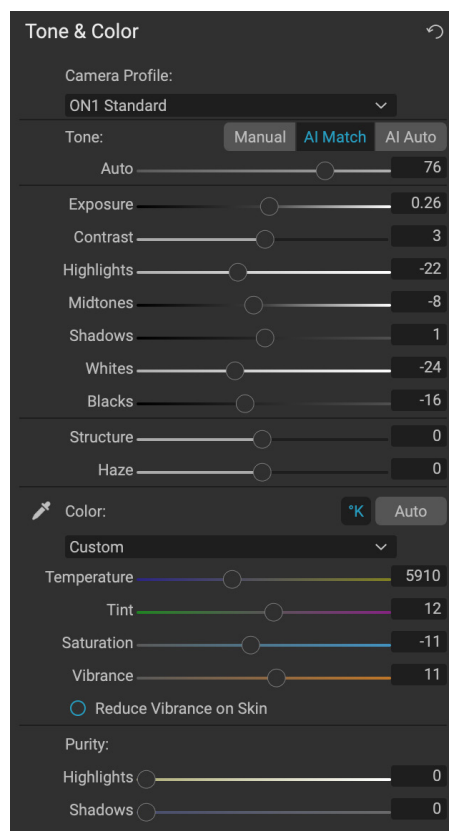 Tone & Color
Camera Profile:
ON1 Standard
Tone: Manual AI Match AI Auto
Auto 76
Exposure 0.26
Contrast 3
Highlights -22
Midtones -8
Shadows 1
Whites -24
Blacks -16
Structure 0
Haze 0
Color: °K Auto
Custom
Temperature 5910
Tint 12
Saturation -11
Vibrance 11
Reduce Vibrance on Skin
Purity:
Highlights 0
Shadows 0